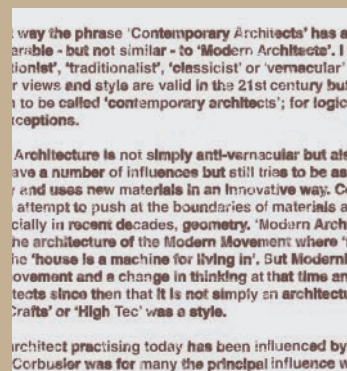 way the phrase 'Contemporary Architects' has a
erable - but not similar - to 'Modern Architects'. I
tionist', 'traditionalist', 'classicist' or 'vernacular'
r views and style are valid in the 21st century but
to be called 'contemporary architects'; for logic
xceptions.
Architecture is not simply anti-vernacular but als
ave a number of influences but still tries to be as
and uses new materials in an innovative way. Co
attempt to push at the boundaries of materials a
cially in recent decades, geometry. 'Modern Arch
he architecture of the Modern Movement where '
he 'house is a machine for living in'. But Moderni
ovement and a change in thinking at that time an
tects since then that it is not simply an architectu
Crafts' or 'High Tec' was a style.
architect practising today has been influenced by
Corbusier was for many the principal influence w